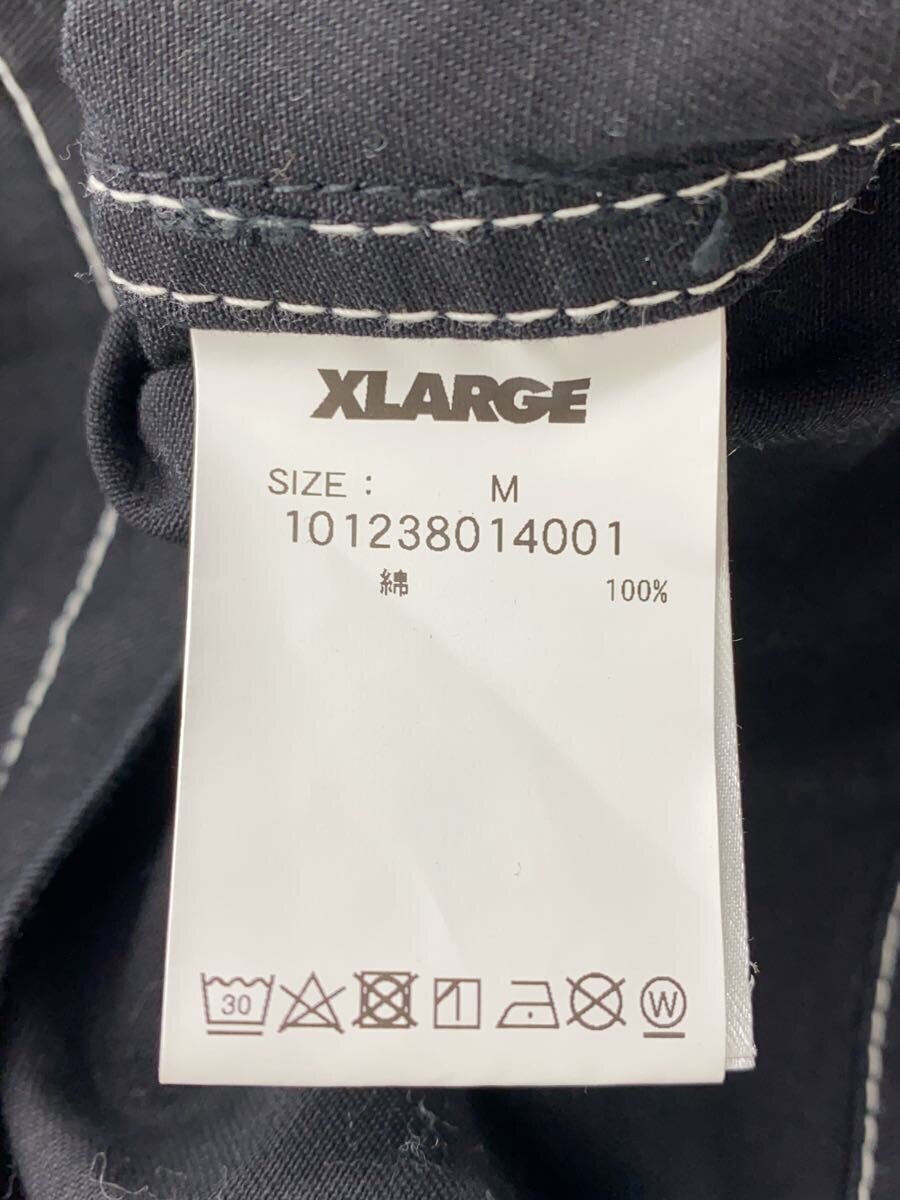 XLARGE
SIZE : M
101238014001
綿 100%
30 W